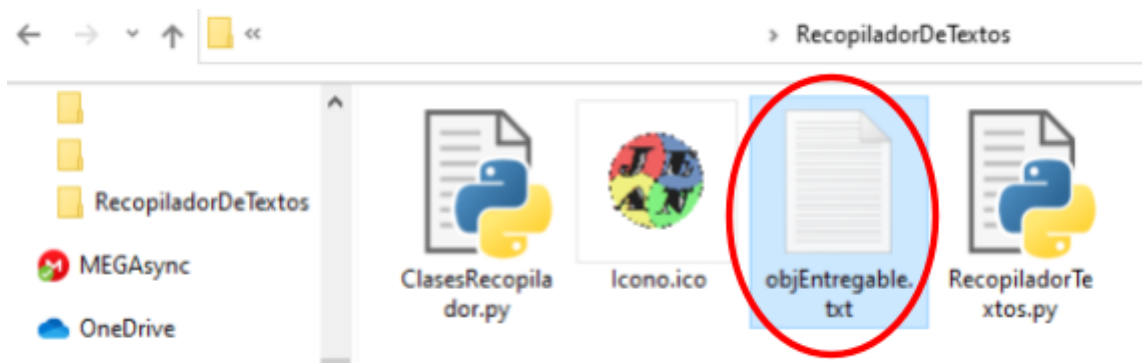 «
> RecopiladorDeTextos
RecopiladorDeTextos
MEGAsync
OneDrive
ClasesRecopila
dor.py
Icono.ico
objEntregable.
txt
RecopiladorTe
xtos.py